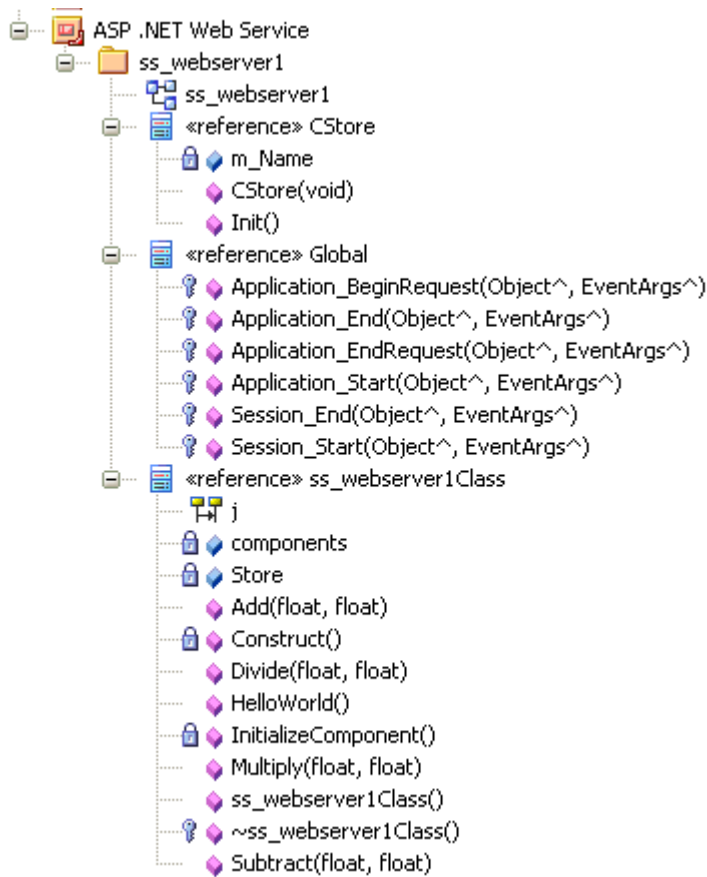 ASP .NET Web Service
ss_webserver1
ss_webserver1
«reference» CStore
m_Name
CStore(void)
Init()
«reference» Global
Application_BeginRequest(Object^, EventArgs^)
Application_End(Object^, EventArgs^)
Application_EndRequest(Object^, EventArgs^)
Application_Start(Object^, EventArgs^)
Session_End(Object^, EventArgs^)
Session_Start(Object^, EventArgs^)
«reference» ss_webserver1Class
j
components
Store
Add(float, float)
Construct()
Divide(float, float)
HelloWorld()
InitializeComponent()
Multiply(float, float)
ss_webserver1Class()
~ss_webserver1Class()
Subtract(float, float)